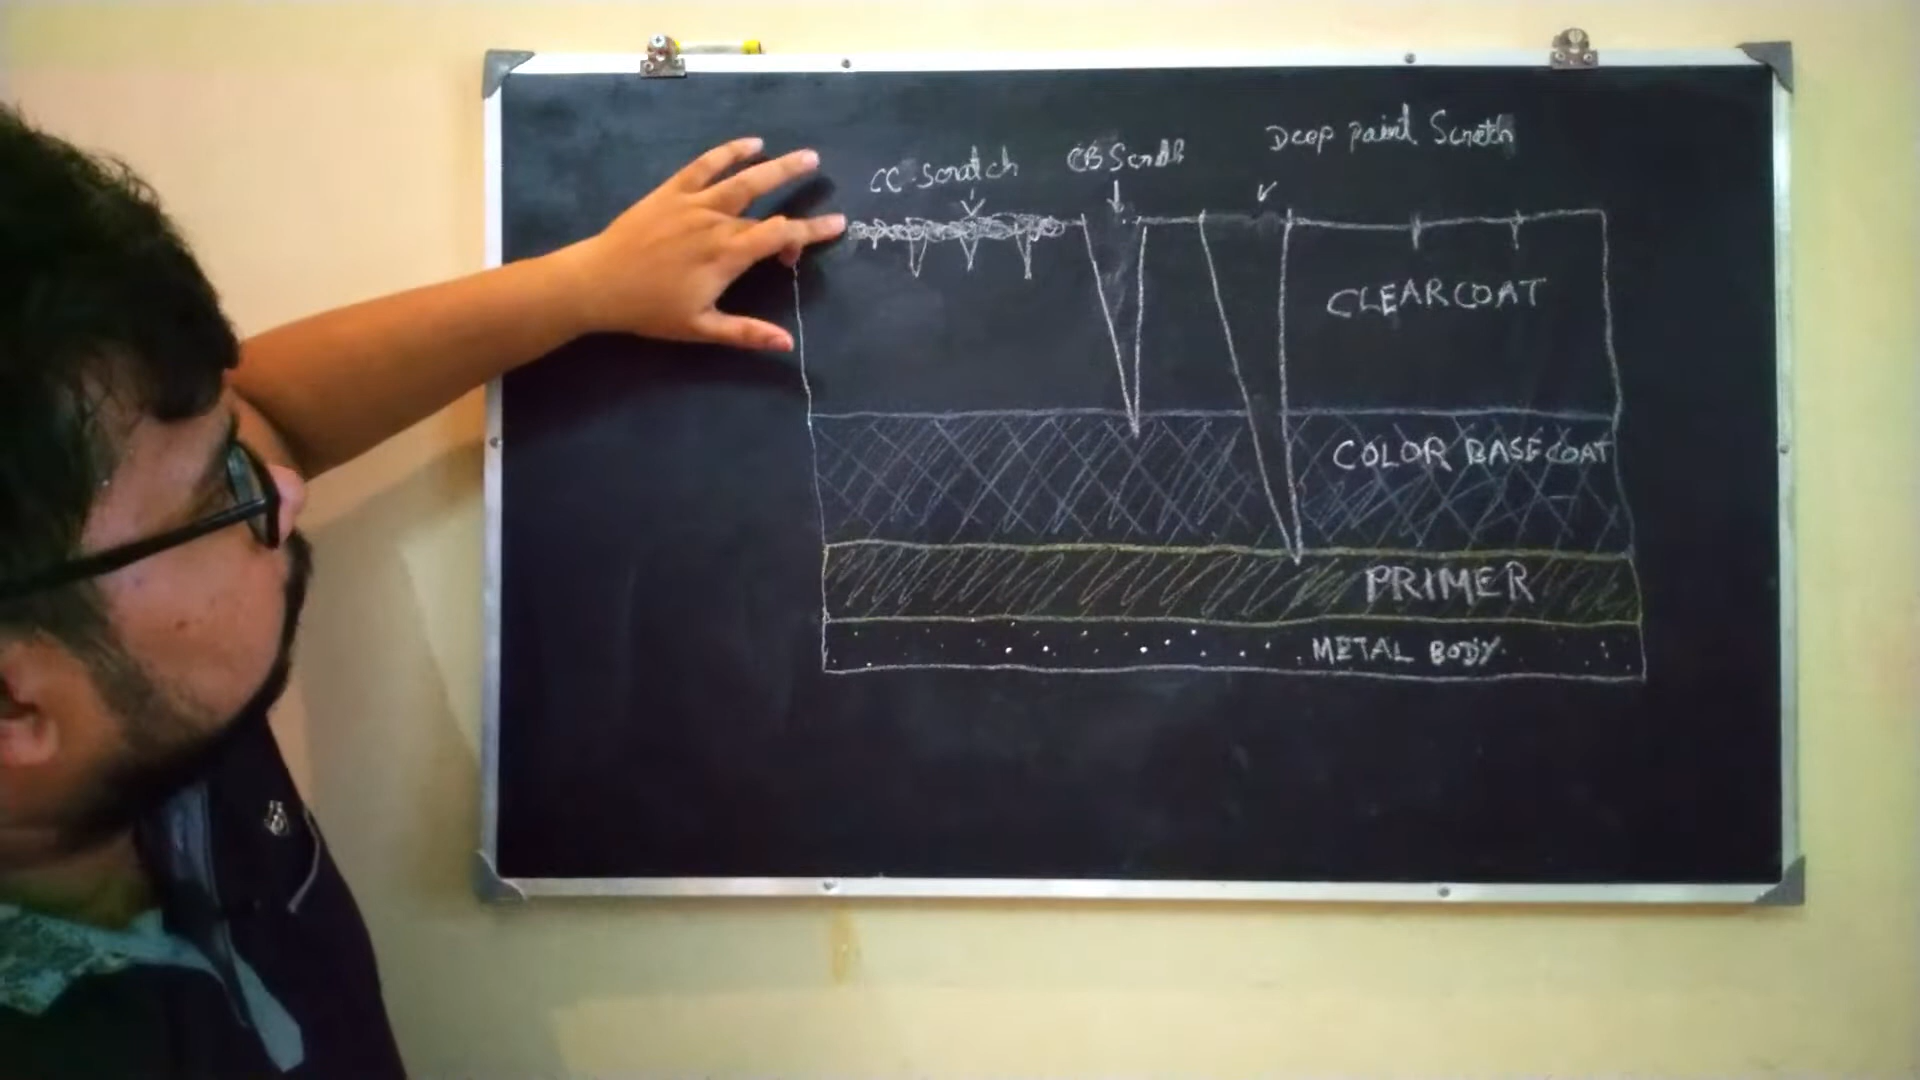 Deep paint Scratch
CC-Scratch
CB Scratch
CLEARCOAT
COLOR BASECOAT
PRIMER
METAL BODY